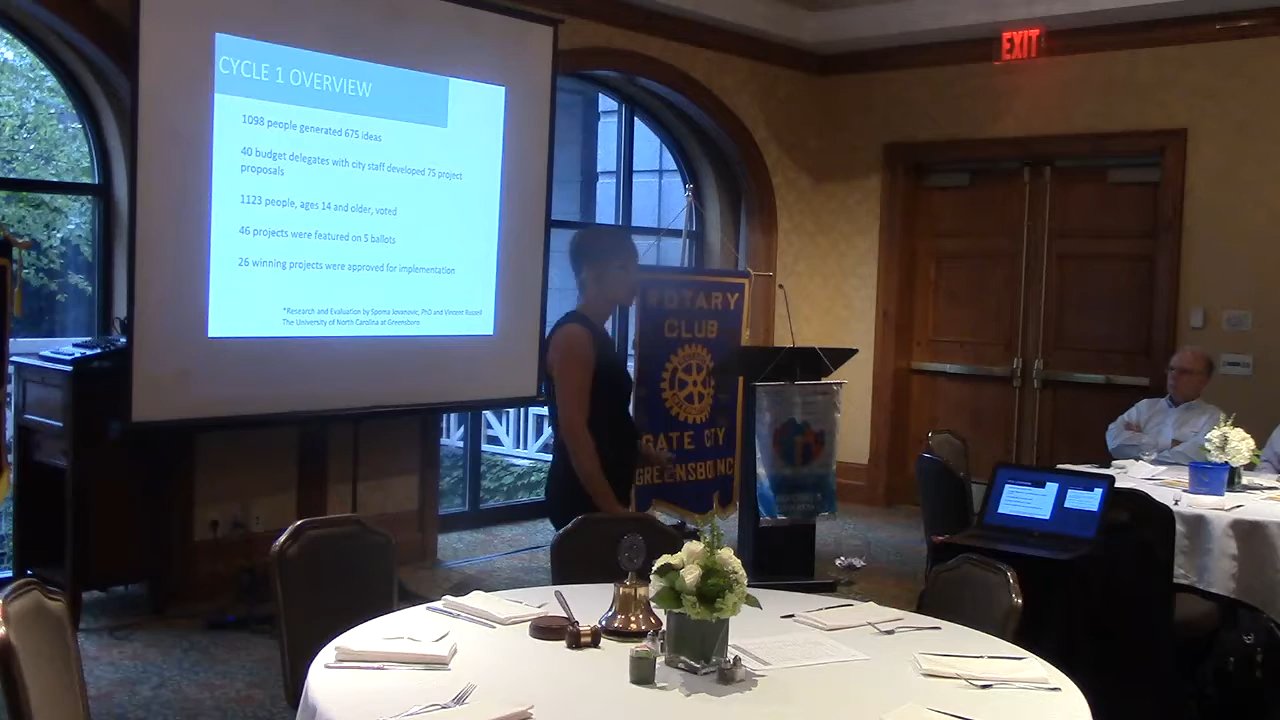 CYCLE 1 OVERVIEW
1098 people generated 675 ideas
40 budget delegates with city staff developed 75 project
proposals
1123 people, ages 14 and older, voted
46 projects were featured on 5 ballots
26 winning projects were approved for implementation
*Research and Evaluation by Spoma Jovanovic, PhD and Vincent Russell
The University of North Carolina at Greensboro
EXIT
ROTARY
CLUB
GATE CITY
GREENSBO NC